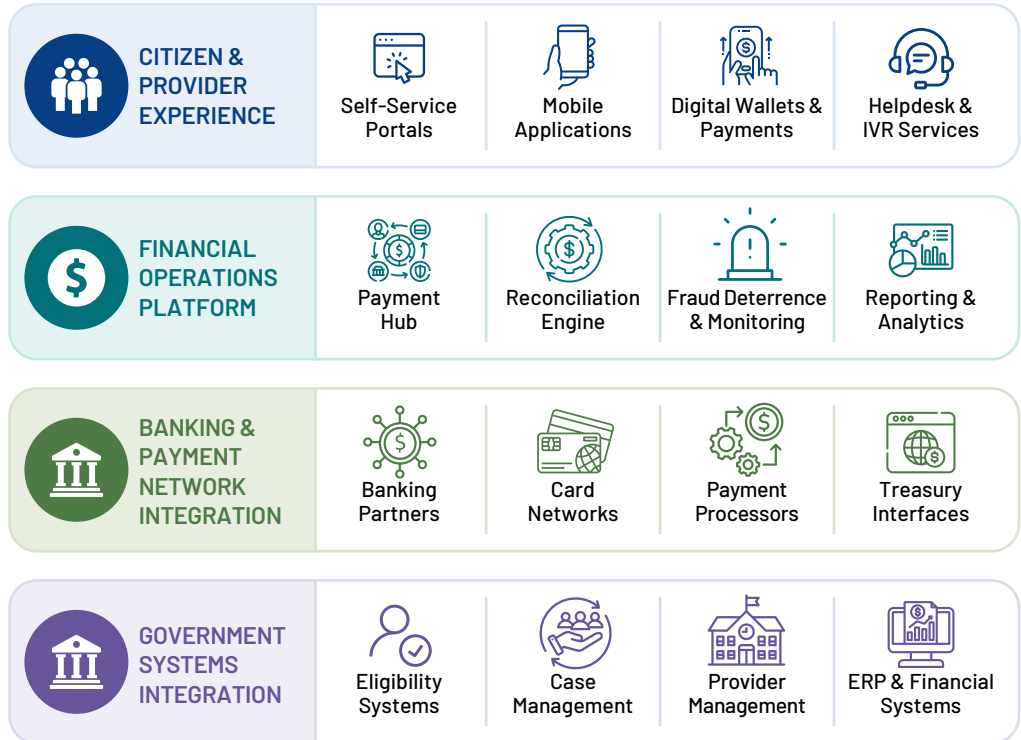 CITIZEN &
PROVIDER
EXPERIENCE
Self-Service
Portals
Mobile
Applications
Digital Wallets &
Payments
Helpdesk &
IVR Services
FINANCIAL
OPERATIONS
PLATFORM
Payment
Hub
Reconciliation
Engine
Fraud Deterrence
& Monitoring
Reporting &
Analytics
BANKING &
PAYMENT
NETWORK
INTEGRATION
Banking
Partners
Card
Networks
Payment
Processors
Treasury
Interfaces
GOVERNMENT
SYSTEMS
INTEGRATION
Eligibility
Systems
Case
Management
Provider
Management
ERP & Financial
Systems